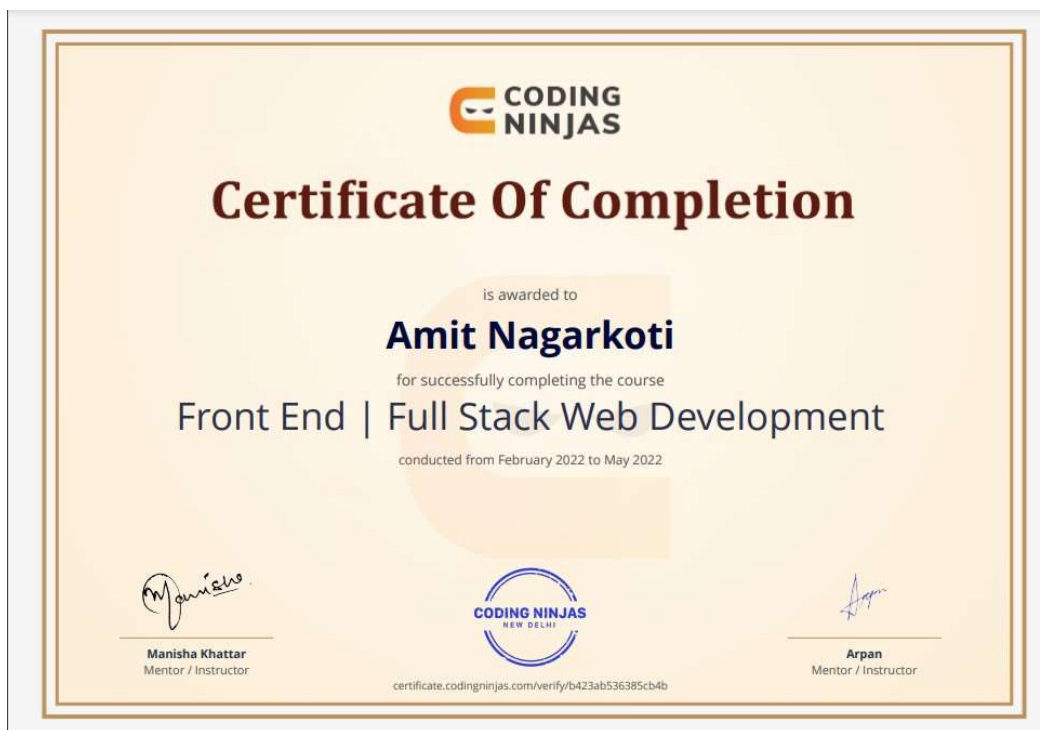 CODING
NINJAS
Certificate Of Completion
is awarded to
Amit Nagarkoti
for successfully completing the course
Front End | Full Stack Web Development
conducted from February 2022 to May 2022
Manisha
Arpan
CODING NINJAS
NEW DELHI
Manisha Khattar
Mentor / Instructor
Arpan
Mentor / Instructor
certificate.codingninjas.com/verify/b423ab536385cb4b